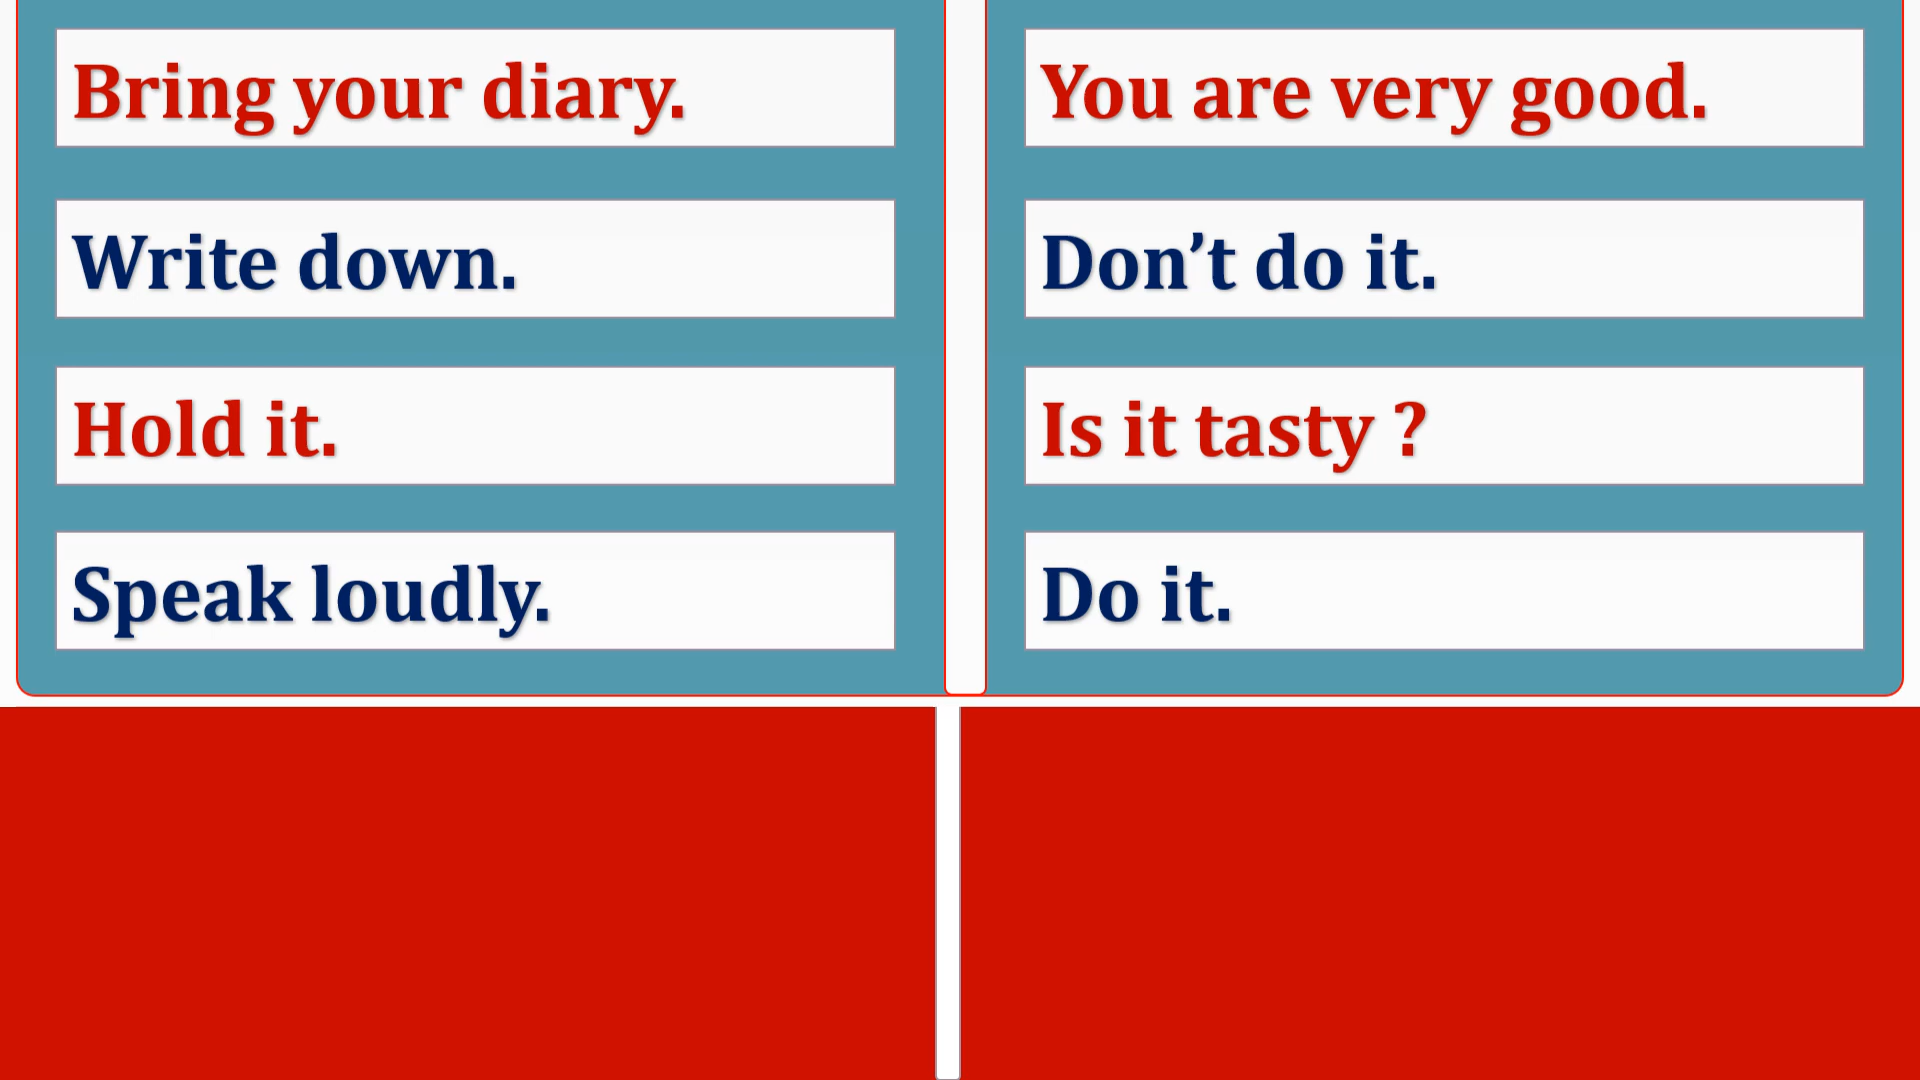 Bring your diary.
Write down.
Hold it.
Speak loudly.
You are very good.
Don’t do it.
Is it tasty ?
Do it.